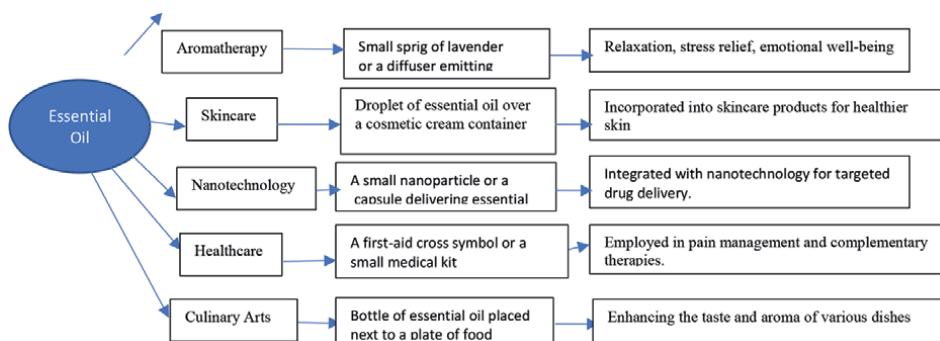 Essential
Oil
Aromatherapy
Small sprig of lavender
or a diffuser emitting
Relaxation, stress relief, emotional well-being
Skincare
Droplet of essential oil over
a cosmetic cream container
Incorporated into skincare products for healthier
skin
Nanotechnology
A small nanoparticle or a
capsule delivering essential
Integrated with nanotechnology for targeted
drug delivery.
Healthcare
A first-aid cross symbol or a
small medical kit
Employed in pain management and complementary
therapies.
Culinary Arts
Bottle of essential oil placed
next to a plate of food
Enhancing the taste and aroma of various dishes